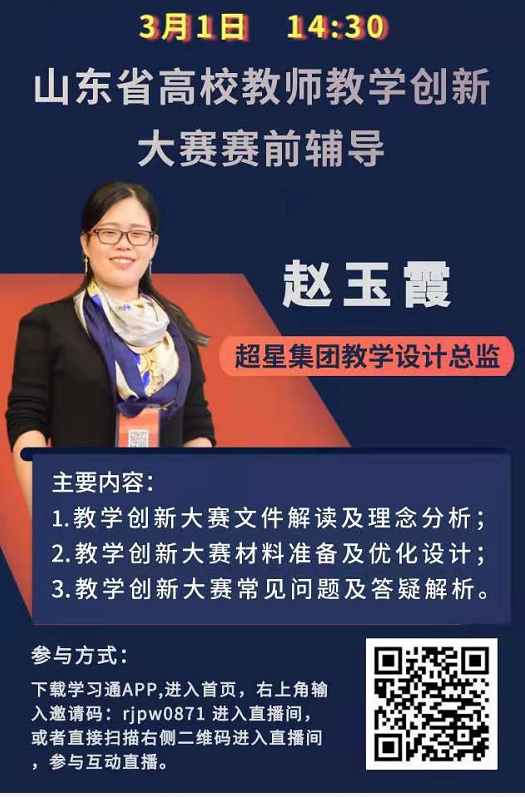 3月1日 14:30
山东省高校教师教学创新
大赛赛前辅导
赵玉霞
超星集团教学设计总监
主要内容：
1.教学创新大赛文件解读及理念分析；
2.教学创新大赛材料准备及优化设计；
3.教学创新大赛常见问题及答疑解析。
参与方式：
下载学习通APP,进入首页，右上角输
入邀请码：rjpw0871 进入直播间，
或者直接扫描右侧二维码进入直播间
，参与互动直播。